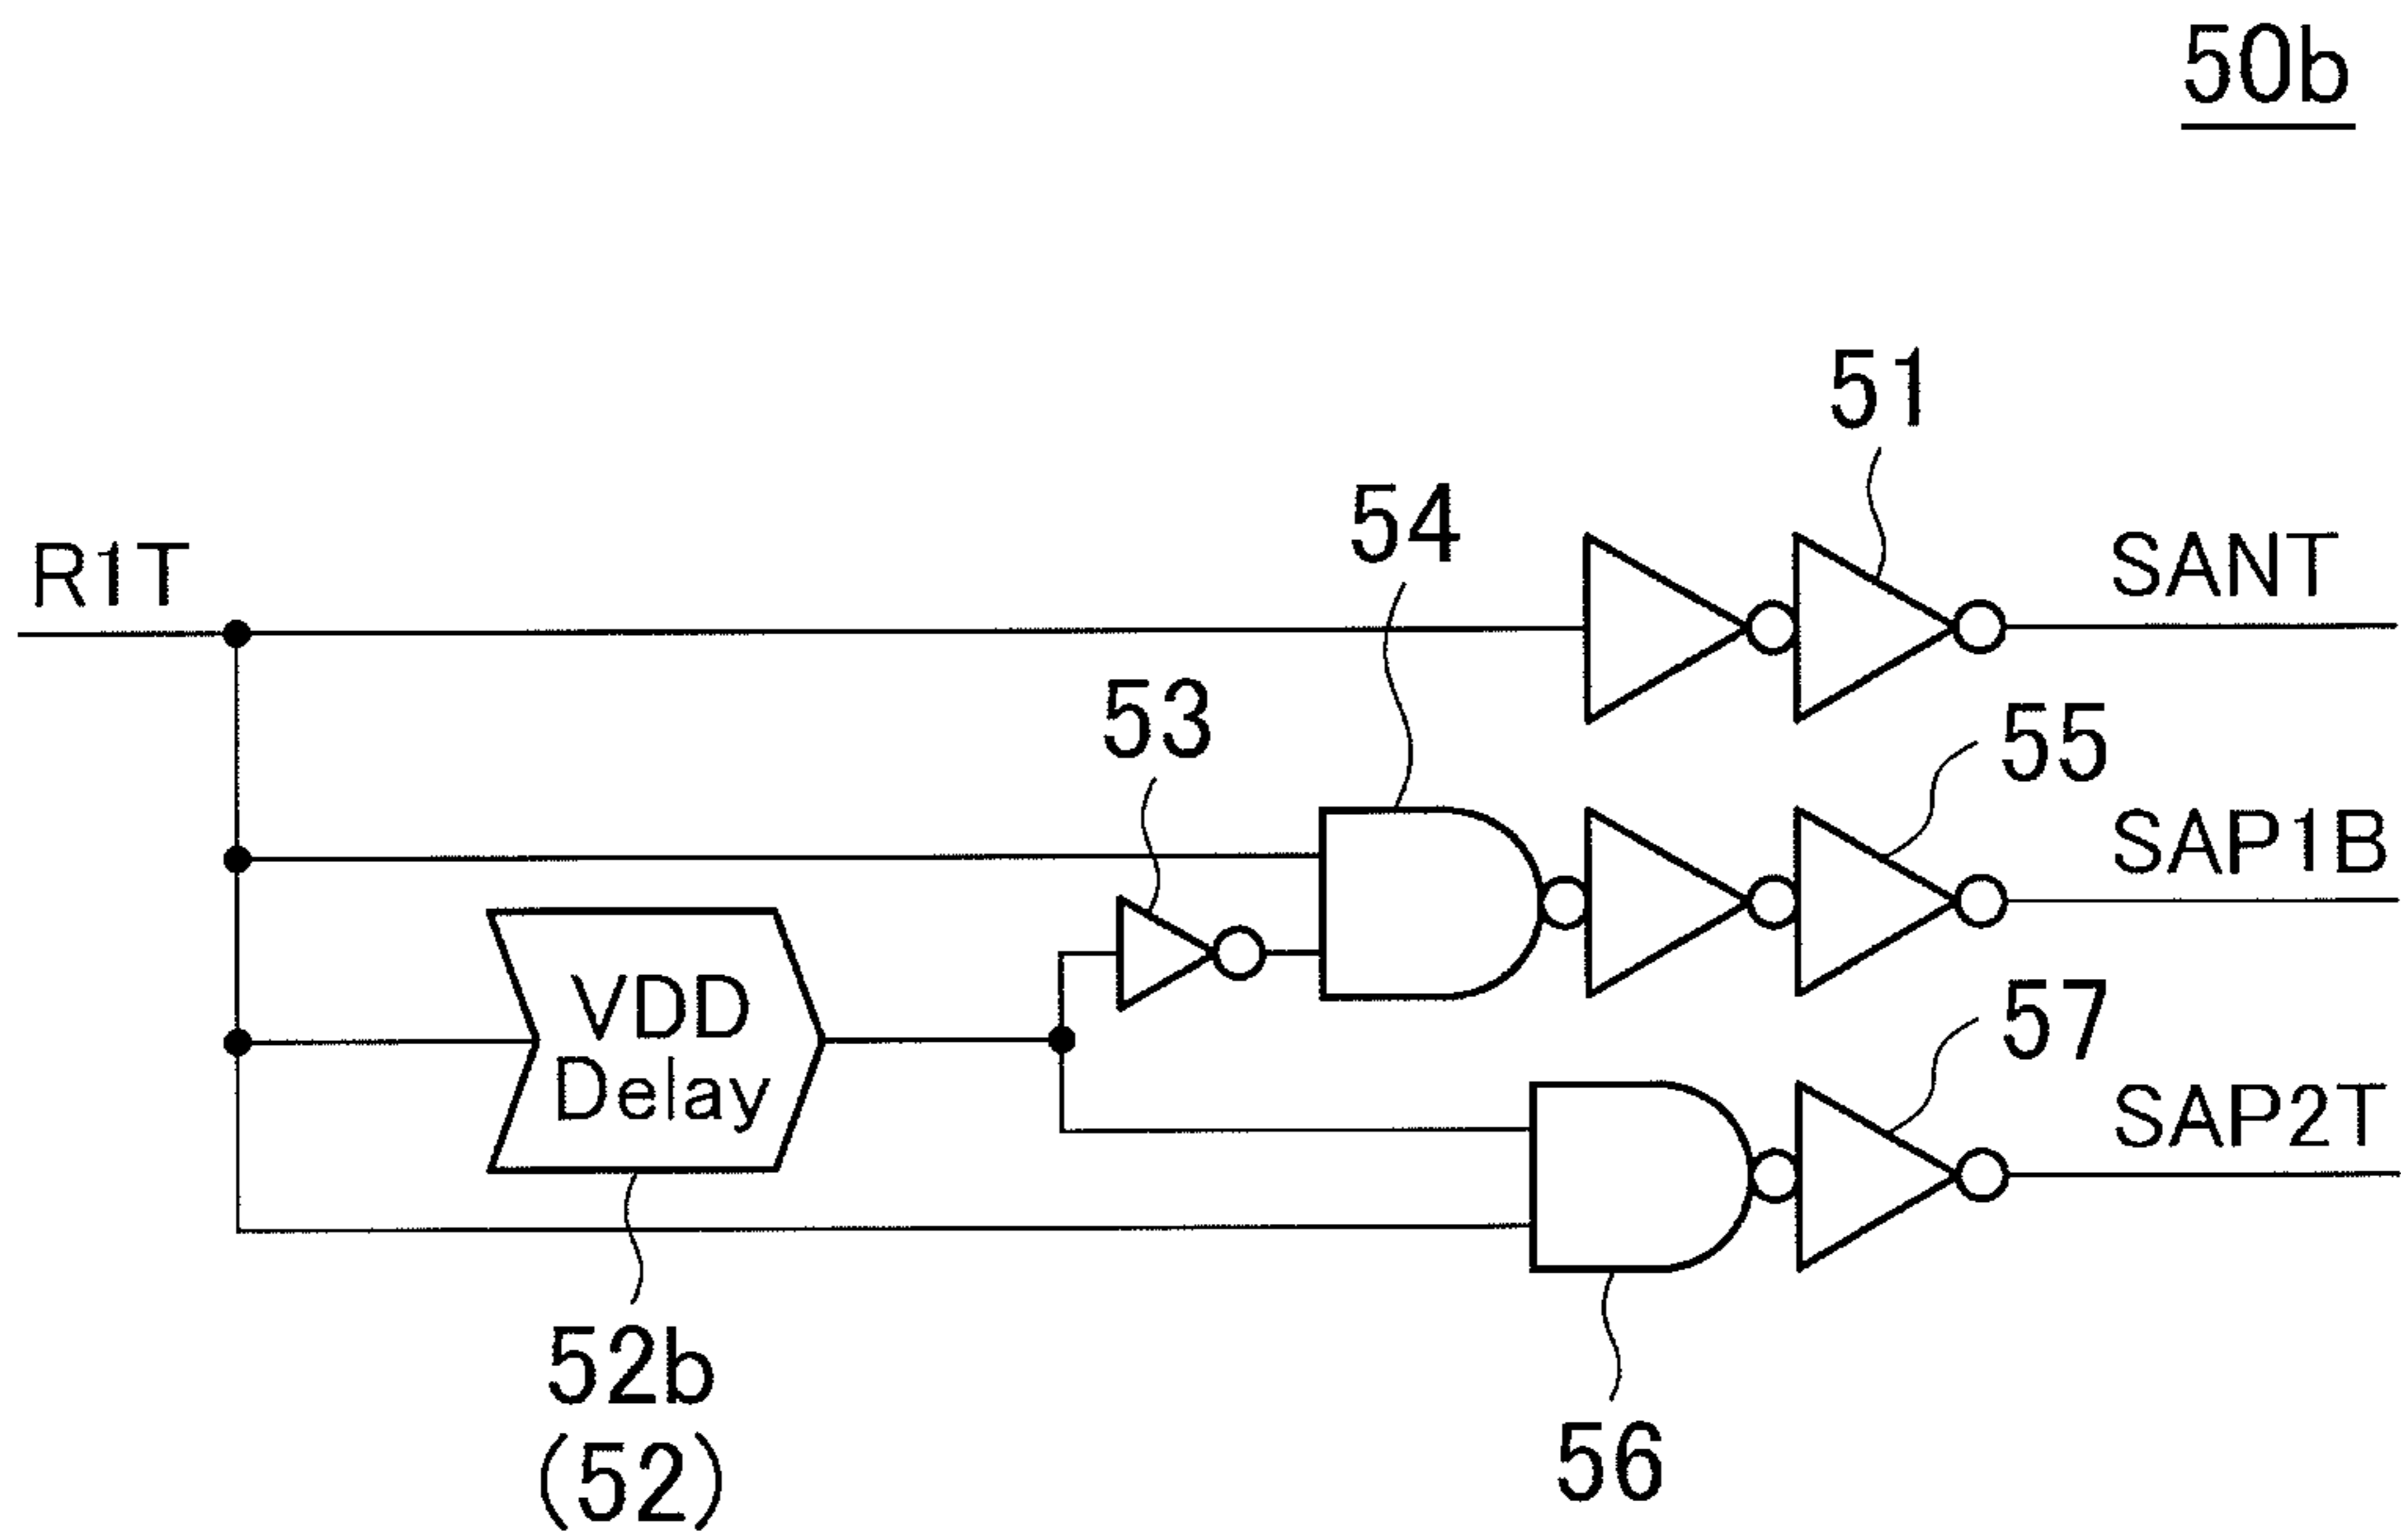 50b
51
54
R1T
SANT
53
55
SAP1B
VDD
Delay
57
SAP2T
52b
(52)
56